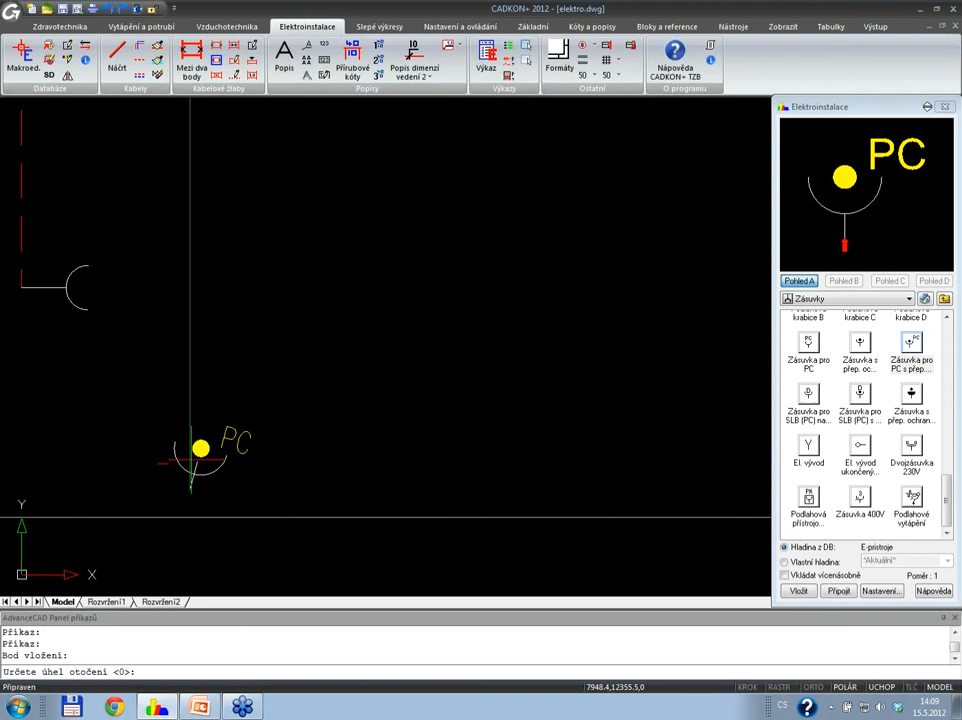 CADKON+ 2012 - [elektro.dwg]
Zdravotechnika
Vytápění a potrubí
Vzduchotechnika
Elektroinstalace
Slepé výkresy
Nastavení a ovládání
Základní
Kóty a popisy
Bloky a reference
Nástroje
Zobrazit
Tabulky
Výstup
Makroed.
SD
Databáze
Náčrt
Kabely
Mezi dva body
Kabelové žlaby
Popis
Přírubové kóty
Popis dimenzí vedení 2
Popisy
Výkaz
Výkazy
Formáty
50
50
Ostatní
Nápověda CADKON+ TZB
O programu
Elektroinstalace
PC
Pohled A
Pohled B
Pohled C
Pohled D
Zásuvky
krabice B
krabice C
krabice D
Zásuvka pro PC
Zásuvka s přep. oc...
Zásuvka pro PC s přep....
Zásuvka pro SLB (PC) na...
Zásuvka pro SLB (PC) s ...
Zásuvka s přep. ochran...
El. vývod
El. vývod ukončený...
Dvojzásuvka 230V
Podlahová přístrojo...
Zásuvka 400V
Podlahové vytápění
Hladina z DB:
E-pristroje
Vlastní hladina:
*Aktuální*
Vkládat vícenásobně
Poměr : 1
Vložit
Připojit
Nastavení...
Nápověda
PC
Y
X
Model
Rozvržení1
Rozvržení2
AdvanceCAD Panel příkazů
Příkaz:
Příkaz:
Bod vložení:
Určete úhel otočení <0>:
Připraven
7948.4,12355.5,0
KROK
RASTR
ORTO
POLÁR
UCHOP
TLČ
MODEL
CS
14:09
15.5.2012